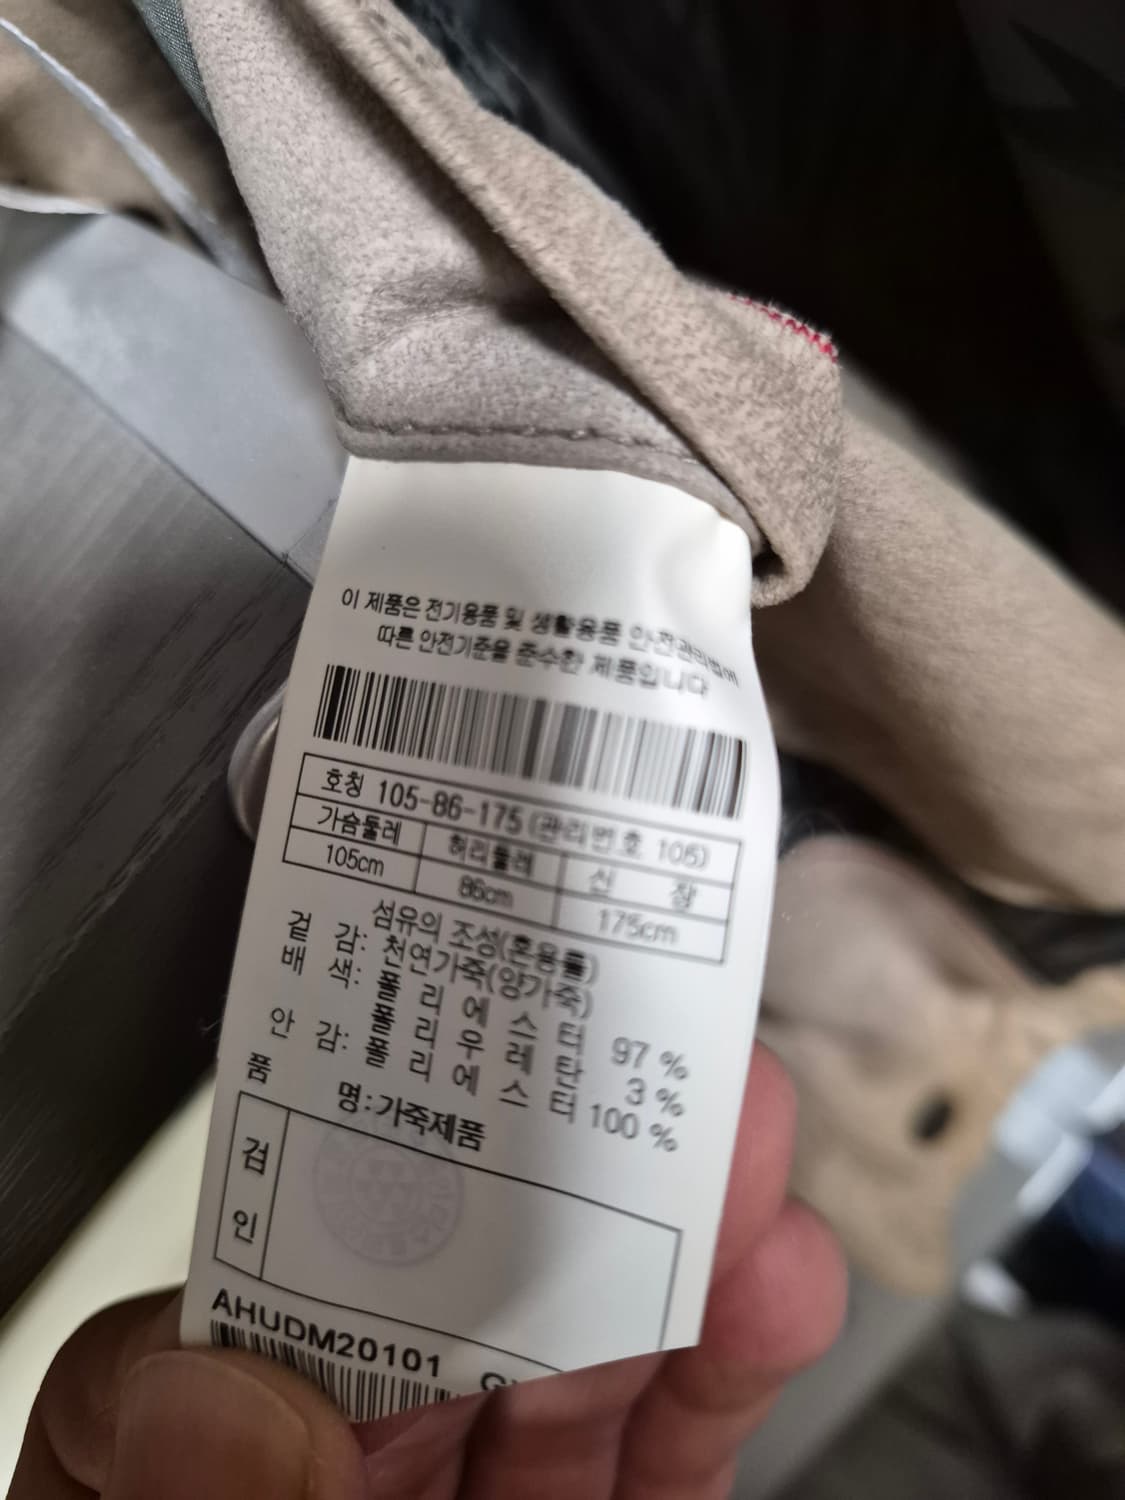 이 제품은 전기용품 및 생활용품 안전관리법에
따른 안전기준을 준수한 제품입니다
호칭 105-86-175 (관리번호 105)
가슴둘레 허리둘레 신 장
105cm 86cm 175cm
섬유의 조성(혼용률)
겉 감: 천연가죽(양가죽)
배 색: 폴 리 에 스 터 97 %
폴 리 우 레 탄 3 %
안 감: 폴 리 에 스 터 100 %
품 명:가죽제품
검
인
AHUDM20101